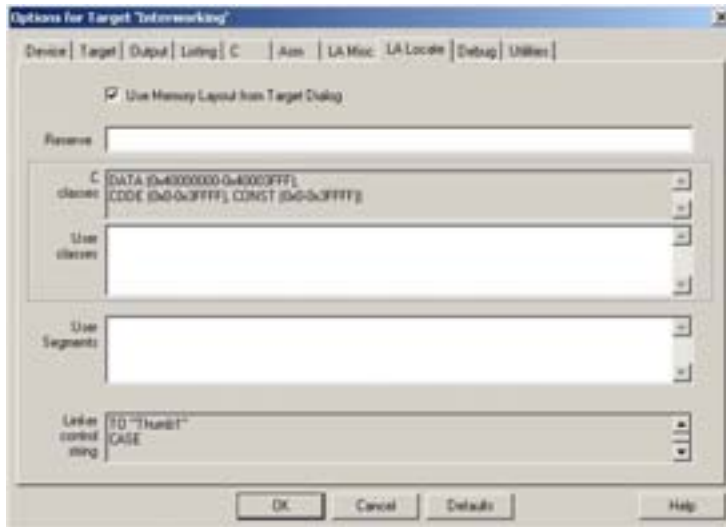 Options for Target "Interworking"
Device Target Output Listing C Asm LA Misc LA Locate Debug Utilities
Use Memory Layout from Target Dialog
Reserve
C classes
DATA (0x40000000-0x40003FFF),
CODE (0x0-0x3FFFF), CONST (0x0-0x3FFFF))
User classes
User Segments
Linker control string
TO "Thumb1"
CASE
OK Cancel Defaults Help